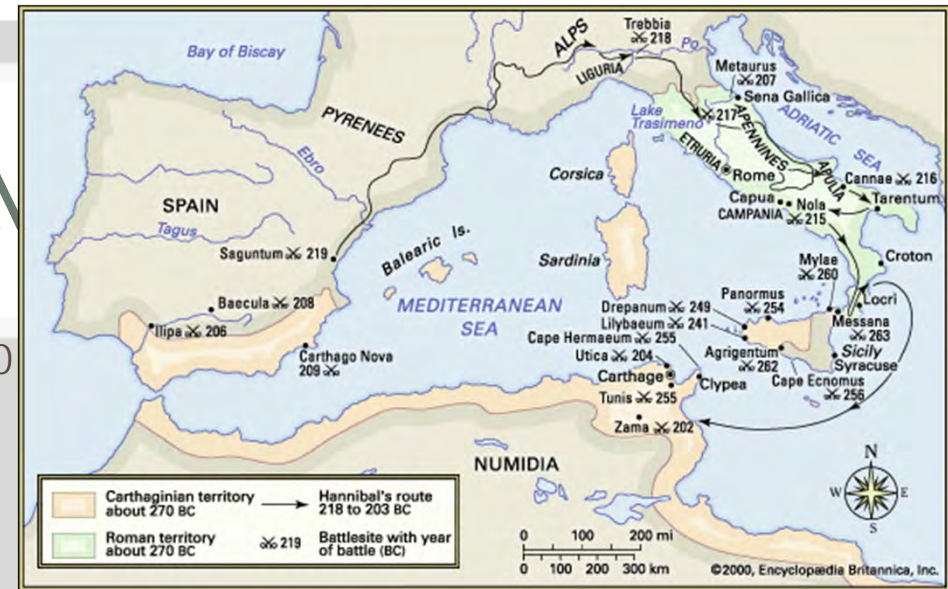 Bay of Biscay
ALPS
Trebbia
218
Po
LIGURIA
Metaurus
207
Sena Gallica
PYRENEES
Lake
Trasimeno
217
APENNINES
ADRIATIC
SEA
Ebro
ETRURIA
Rome
APULIA
Cannae 216
Corsica
SPAIN
Capua
Nola
Tarentum
CAMPANIA
215
Tagus
Saguntum 219
Balearic Is.
Sardinia
Mylae
260
Croton
Baecula 208
MEDITERRANEAN
SEA
Panormus
254
Drepanum 249
Locri
Ilipa 206
Lilybaeum 241
Messana
263
Cape Hermaeum 255
Carthago Nova
209
Utica 204
Agrigentum
262
Sicily
Syracuse
Carthage
Clypea
Cape Ecnomus
256
Tunis 255
Zama 202
NUMIDIA
N
W
E
S
Carthaginian territory
about 270 BC
Hannibal's route
218 to 203 BC
Roman territory
about 270 BC
219
Battlesite with year
of battle (BC)
0 100 200 mi
0 100 200 300 km
©2000, Encyclopædia Britannica, Inc.